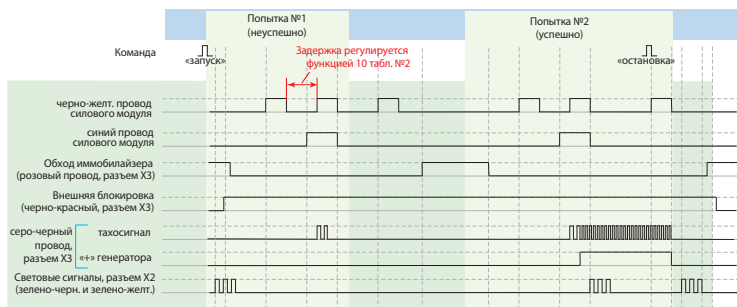 Попытка №1
(неуспешно)
Попытка №2
(успешно)
Команда
«запуск»
Задержка регулируется
функцией 10 табл. №2
«остановка»
черно-желт. провод
силового модуля
синий провод
силового модуля
Обход иммобилайзера
(розовый провод, разъем Х3)
Внешняя блокировка
(черно-красный, разъем Х3)
серо-черный
провод,
разъем Х3
тахосигнал
«+» генератора
Световые сигналы, разъем Х2
(зелено-черн. и зелено-желт.)